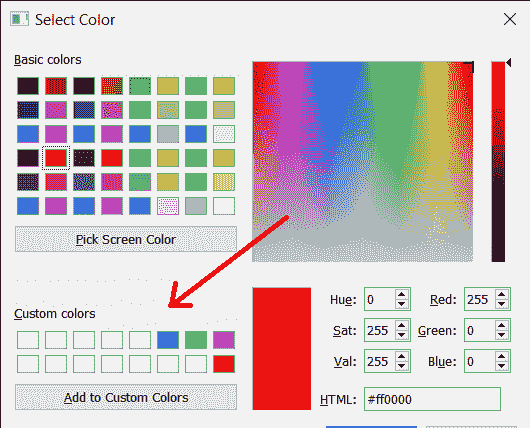 Select Color
Basic colors
Pick Screen Color
Custom colors
Add to Custom Colors
Hue: 0 Red: 255
Sat: 255 Green: 0
Val: 255 Blue: 0
HTML: #ff0000